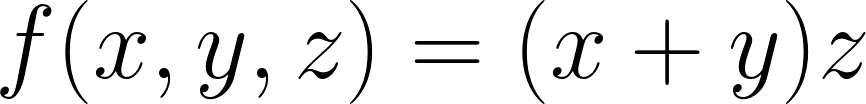 f(x, y, z) = (x + y)z